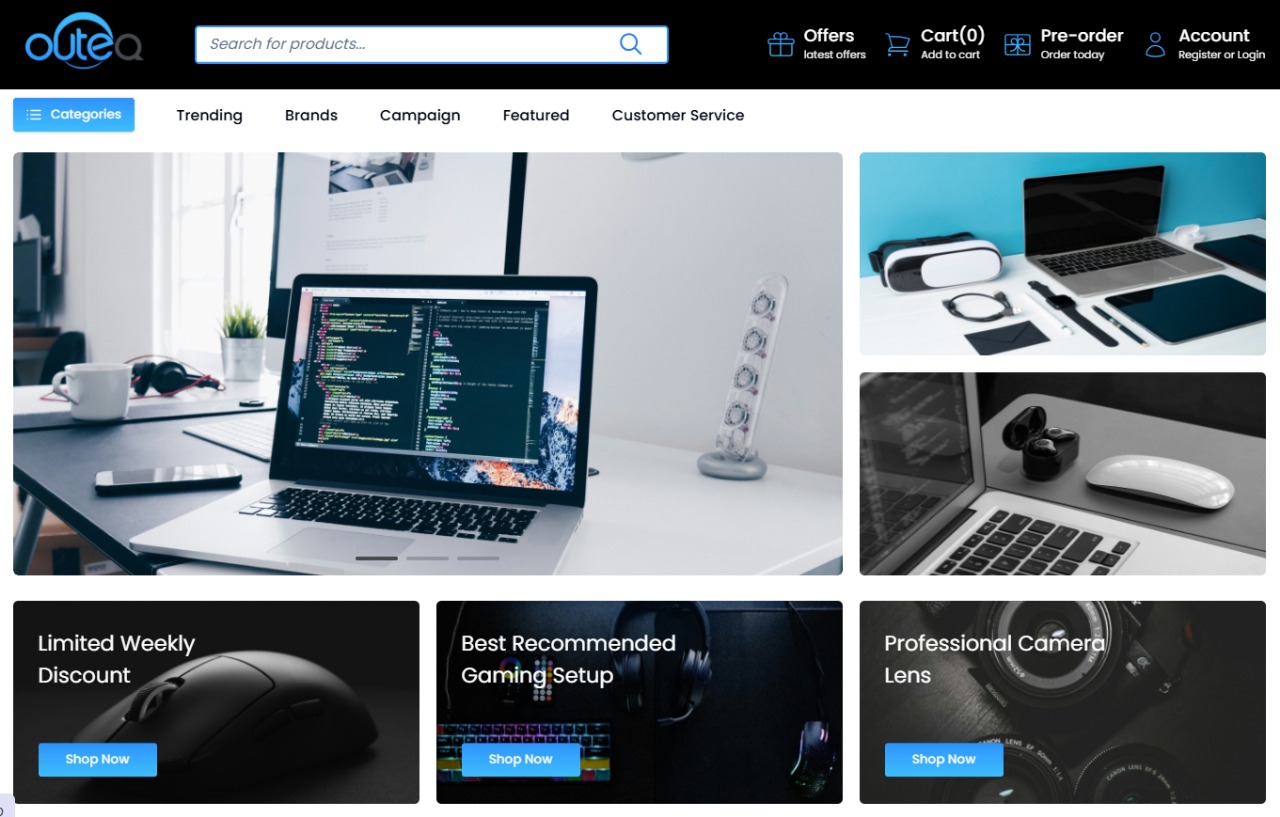 outeQ
Search for products...
Offers
latest offers
Cart(0)
Add to cart
Pre-order
Order today
Account
Register or Login
Categories
Trending
Brands
Campaign
Featured
Customer Service
Limited Weekly
Discount
Shop Now
Best Recommended
Gaming Setup
Shop Now
Professional Camera
Lens
Shop Now